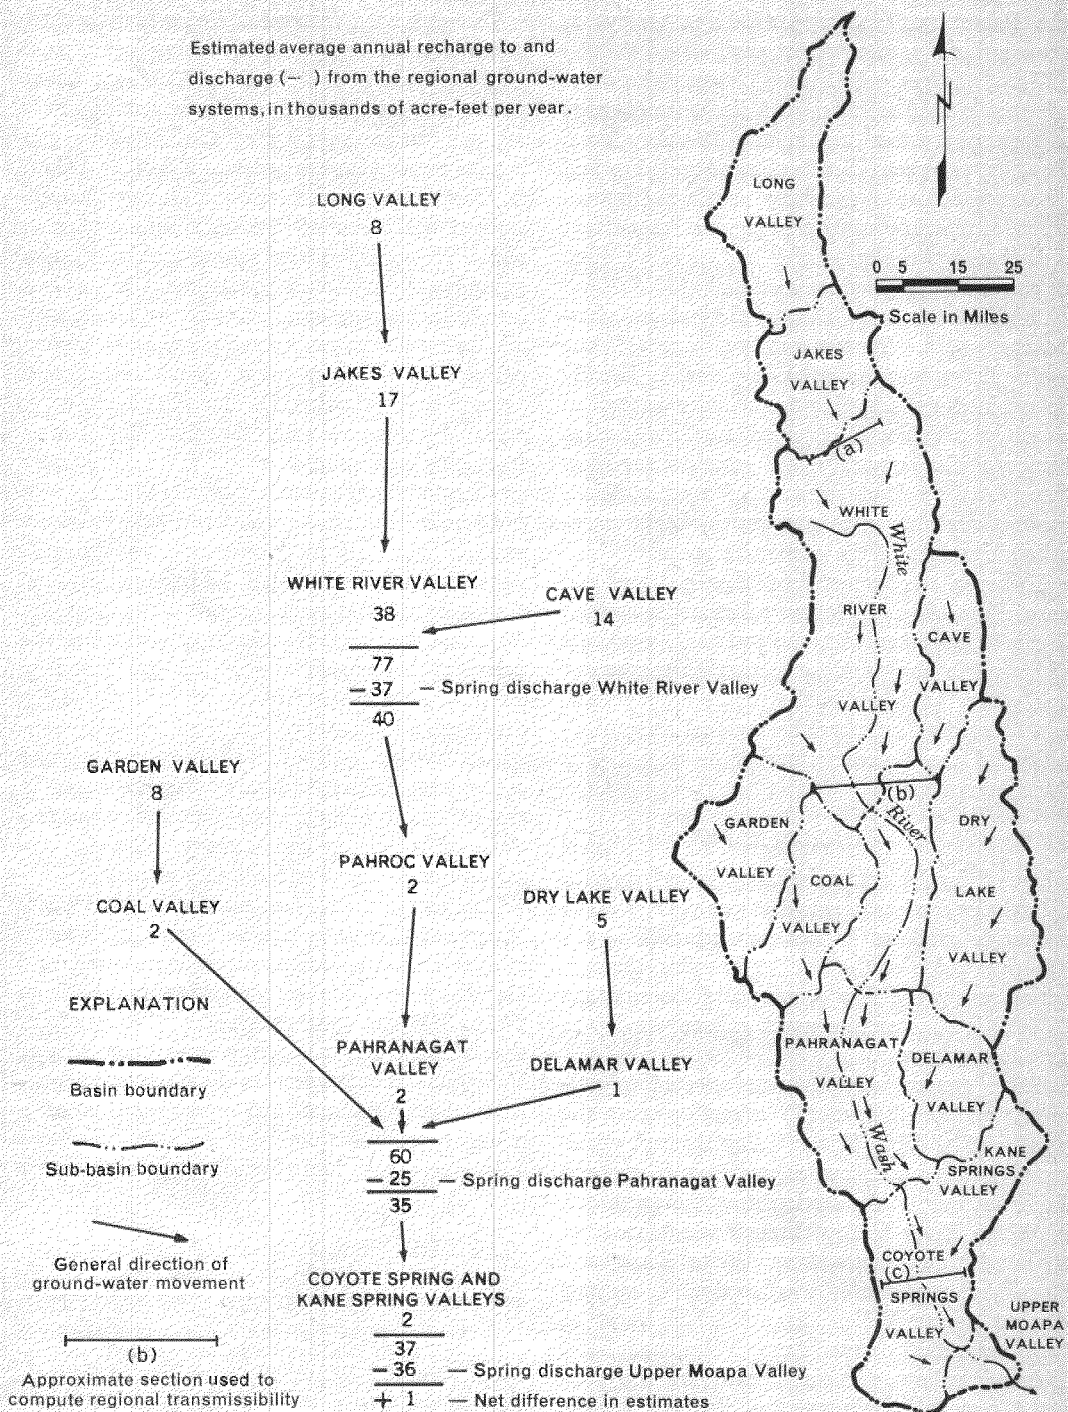 Estimated average annual recharge to and
discharge (— ) from the regional ground-water
systems, in thousands of acre-feet per year.
LONG VALLEY
8
JAKES VALLEY
17
WHITE RIVER VALLEY
38
CAVE VALLEY
14
77
— 37 — Spring discharge White River Valley
40
GARDEN VALLEY
8
PAHROC VALLEY
2
COAL VALLEY
2
DRY LAKE VALLEY
5
PAHRANAGAT
VALLEY
2
DELAMAR VALLEY
1
60
— 25 — Spring discharge Pahranagat Valley
35
COYOTE SPRING AND
KANE SPRING VALLEYS
2
37
— 36 — Spring discharge Upper Moapa Valley
+ 1 — Net difference in estimates
EXPLANATION
Basin boundary
Sub-basin boundary
General direction of
ground-water movement
(b)
Approximate section used to
compute regional transmissibility
N
0 5 15 25
Scale in Miles
LONG
VALLEY
JAKES
VALLEY
(a)
WHITE
White
RIVER
CAVE
VALLEY
VALLEY
(b)
River
GARDEN
DRY
VALLEY
COAL
LAKE
VALLEY
VALLEY
PAHRANAGAT
DELAMAR
VALLEY
VALLEY
Wash
KANE
SPRINGS
VALLEY
COYOTE
(c)
SPRINGS
VALLEY
UPPER
MOAPA
VALLEY